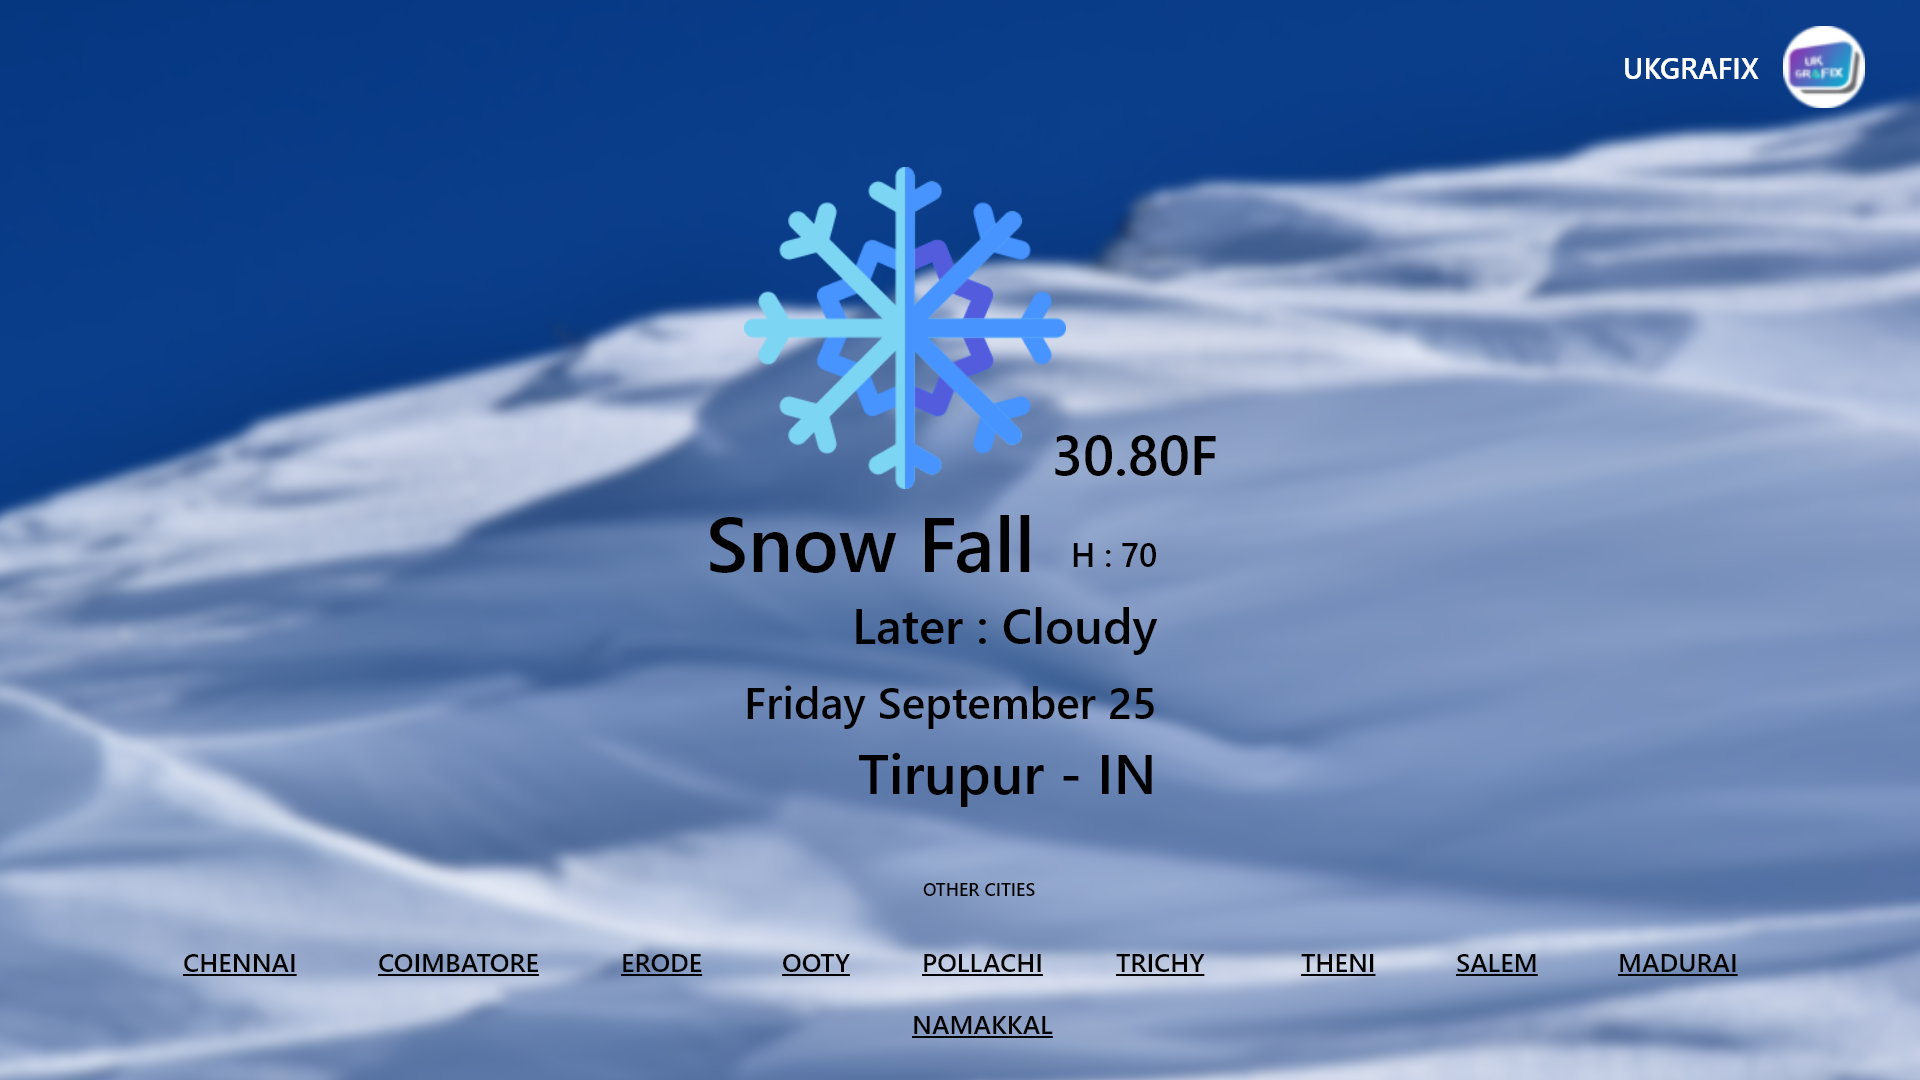 UKGRAFIX
UK
GRAFIX
30.80F
Snow Fall
H : 70
Later : Cloudy
Friday September 25
Tirupur - IN
OTHER CITIES
CHENNAI COIMBATORE ERODE OOTY POLLACHI TRICHY THENI SALEM MADURAI
NAMAKKAL